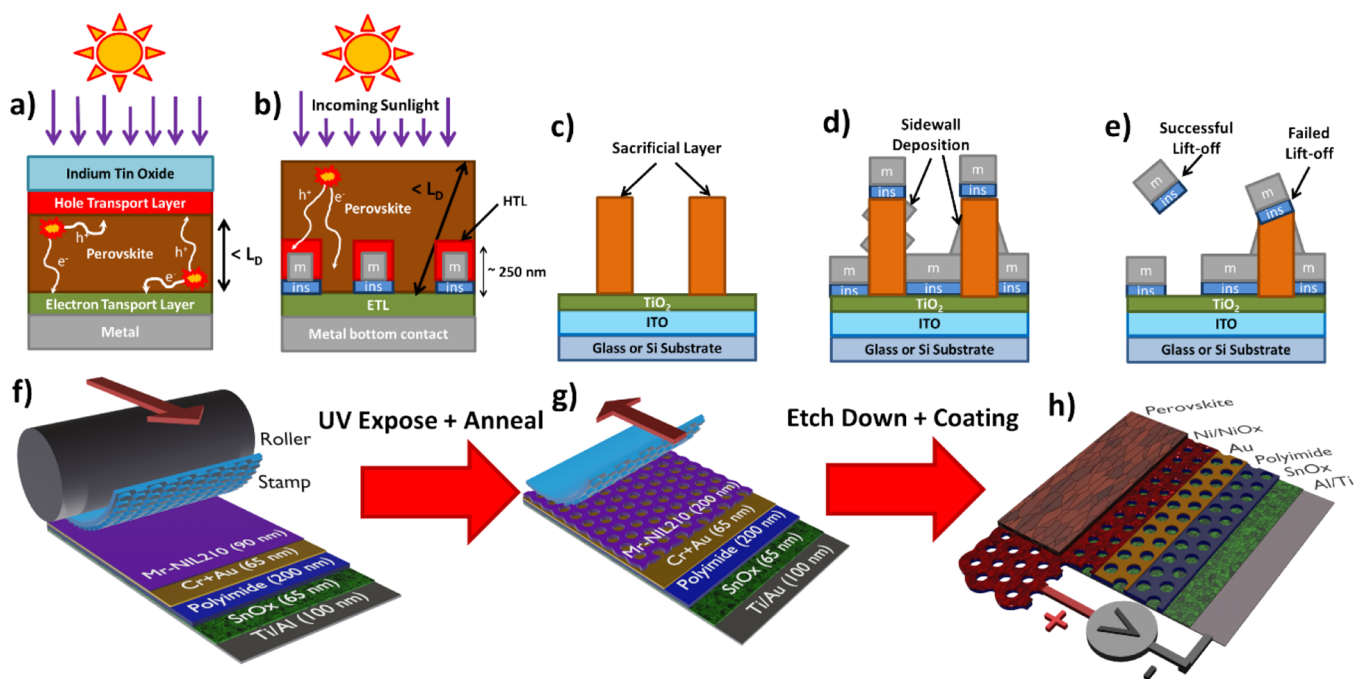 a)
Indium Tin Oxide
Hole Transport Layer
h+
e-
Perovskite
h+
e-
< LD
Electron Tansport Layer
Metal
b)
Incoming Sunlight
h+
e-
Perovskite
< LD
HTL
m
m
m
ins
ins
ins
~ 250 nm
ETL
Metal bottom contact
c)
Sacrificial Layer
TiO2
ITO
Glass or Si Substrate
d)
Sidewall
Deposition
m
m
ins
ins
m
m
m
ins
ins
ins
TiO2
ITO
Glass or Si Substrate
e)
Successful
Lift-off
Failed
Lift-off
m
ins
m
ins
m
m
m
ins
ins
ins
TiO2
ITO
Glass or Si Substrate
f)
Roller
Stamp
Mr-NIL210 (90 nm)
Cr+Au (65 nm)
Polyimide (200 nm)
SnOx (65 nm)
Ti/Al (100 nm)
UV Expose + Anneal
g)
Mr-NIL210 (200 nm)
Cr+Au (65 nm)
Polyimide (200 nm)
SnOx (65 nm)
Ti/Au (100 nm)
Etch Down + Coating
h)
Perovskite
Ni/NiOx
Au
Polyimide
SnOx
Al/Ti
+
V
-